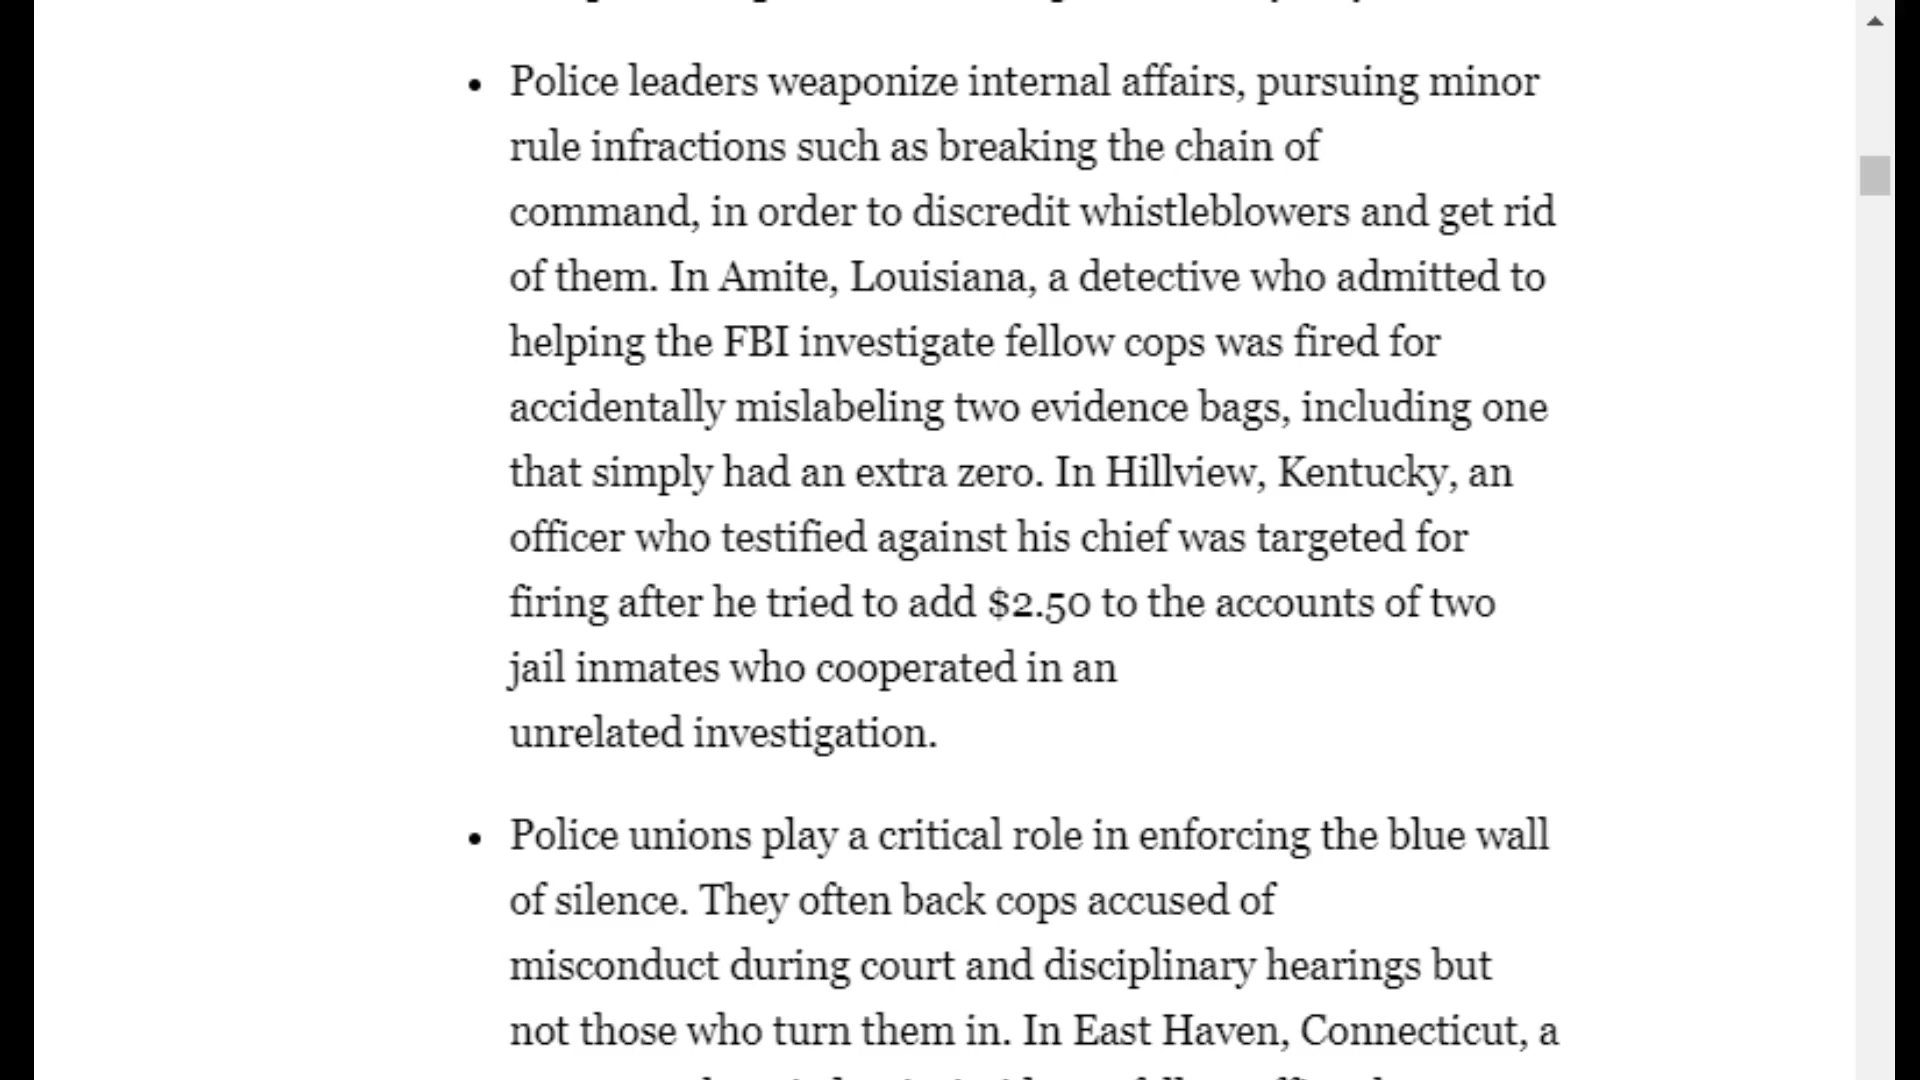 • Police leaders weaponize internal affairs, pursuing minor
rule infractions such as breaking the chain of
command, in order to discredit whistleblowers and get rid
of them. In Amite, Louisiana, a detective who admitted to
helping the FBI investigate fellow cops was fired for
accidentally mislabeling two evidence bags, including one
that simply had an extra zero. In Hillview, Kentucky, an
officer who testified against his chief was targeted for
firing after he tried to add $2.50 to the accounts of two
jail inmates who cooperated in an
unrelated investigation.
• Police unions play a critical role in enforcing the blue wall
of silence. They often back cops accused of
misconduct during court and disciplinary hearings but
not those who turn them in. In East Haven, Connecticut, a